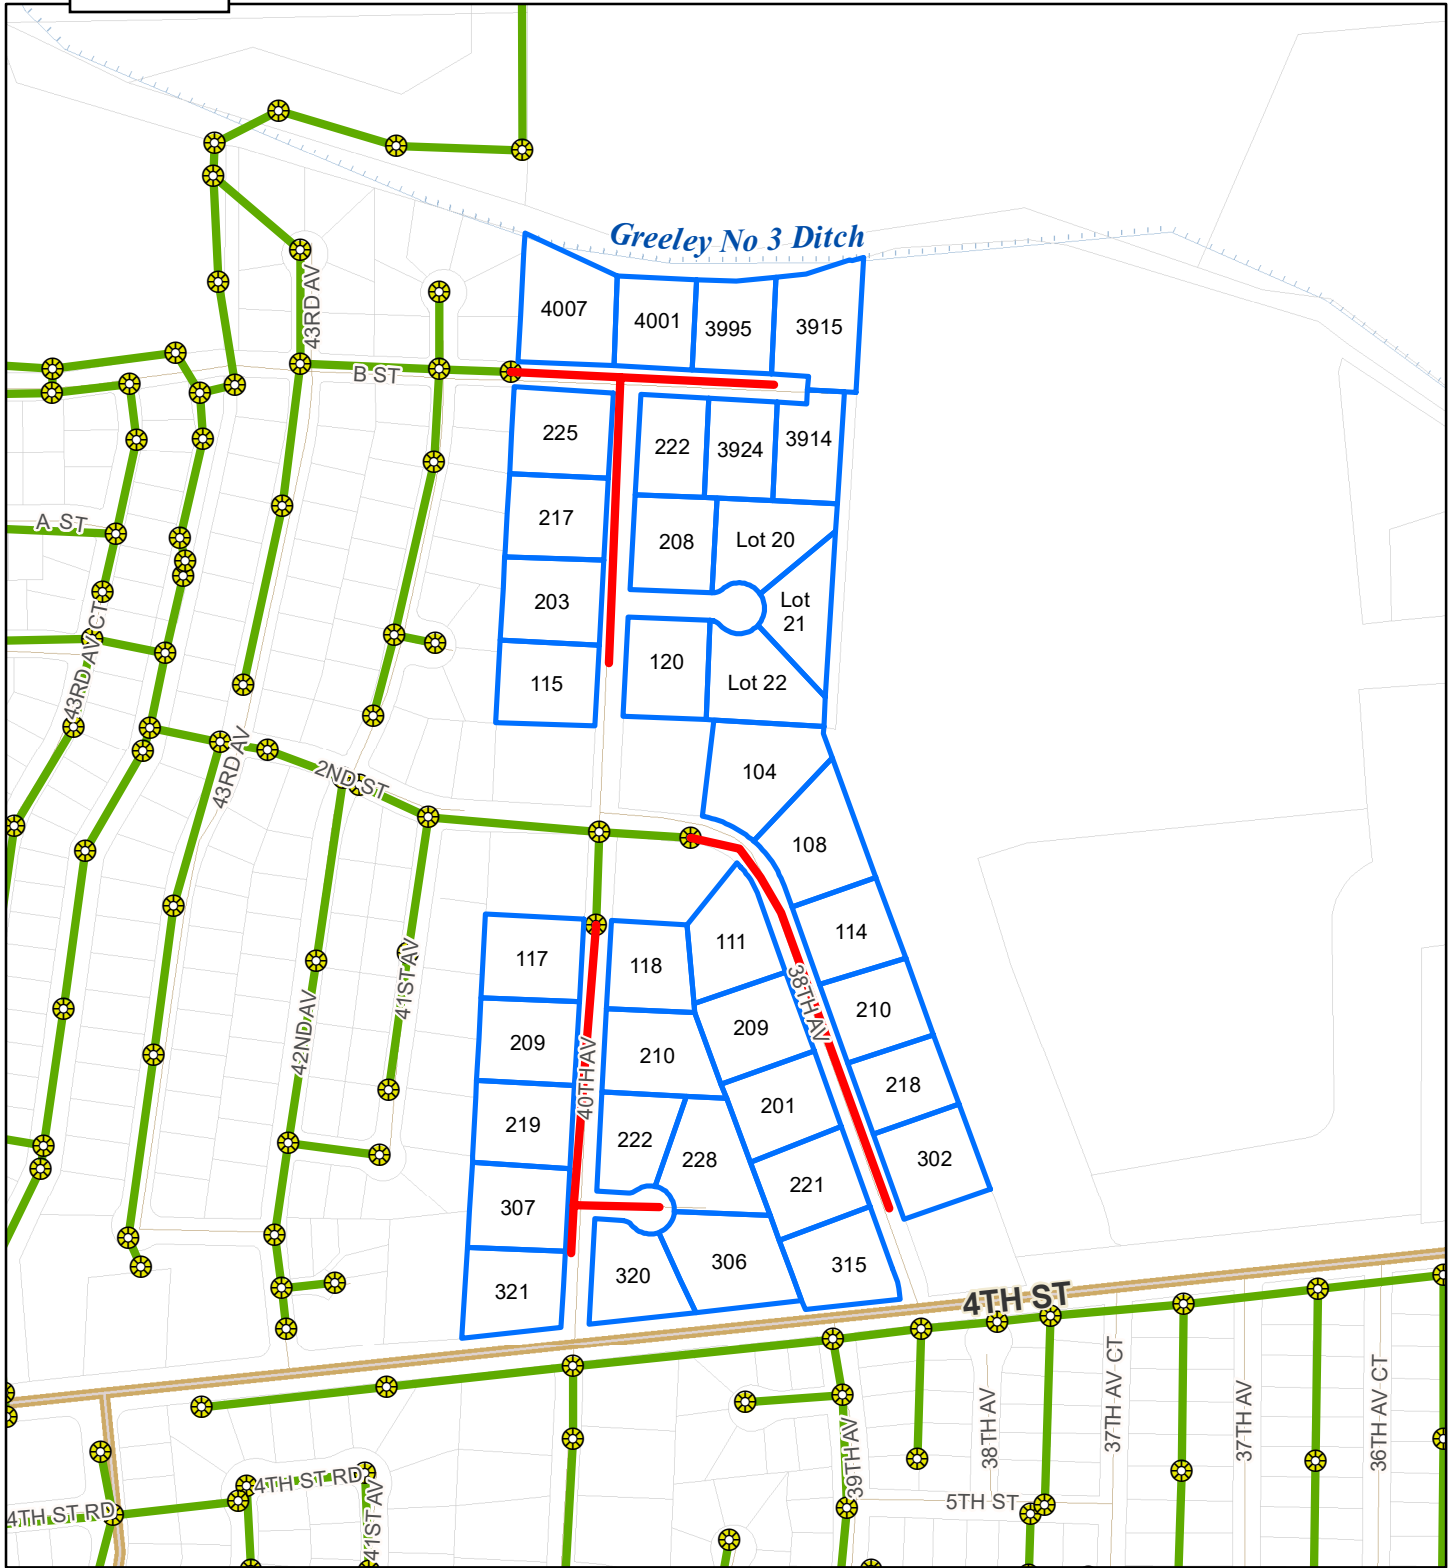 Greeley No 3 Ditch
4007
4001
3995
3915
43RD AV
B ST
225
222
3924
3914
217
A ST
208
Lot 20
203
Lot
21
43RD AV CT
120
115
Lot 22
43RD AV
2ND ST
104
108
114
111
117
118
41ST AV
38TH AV
210
209
42ND AV
209
210
40TH AV
218
201
219
222
228
302
221
307
306
315
320
321
4TH ST
37TH AV CT
38TH AV
37TH AV
36TH AV CT
39TH AV
4TH ST RD
5TH ST
4TH ST RD
41ST AV